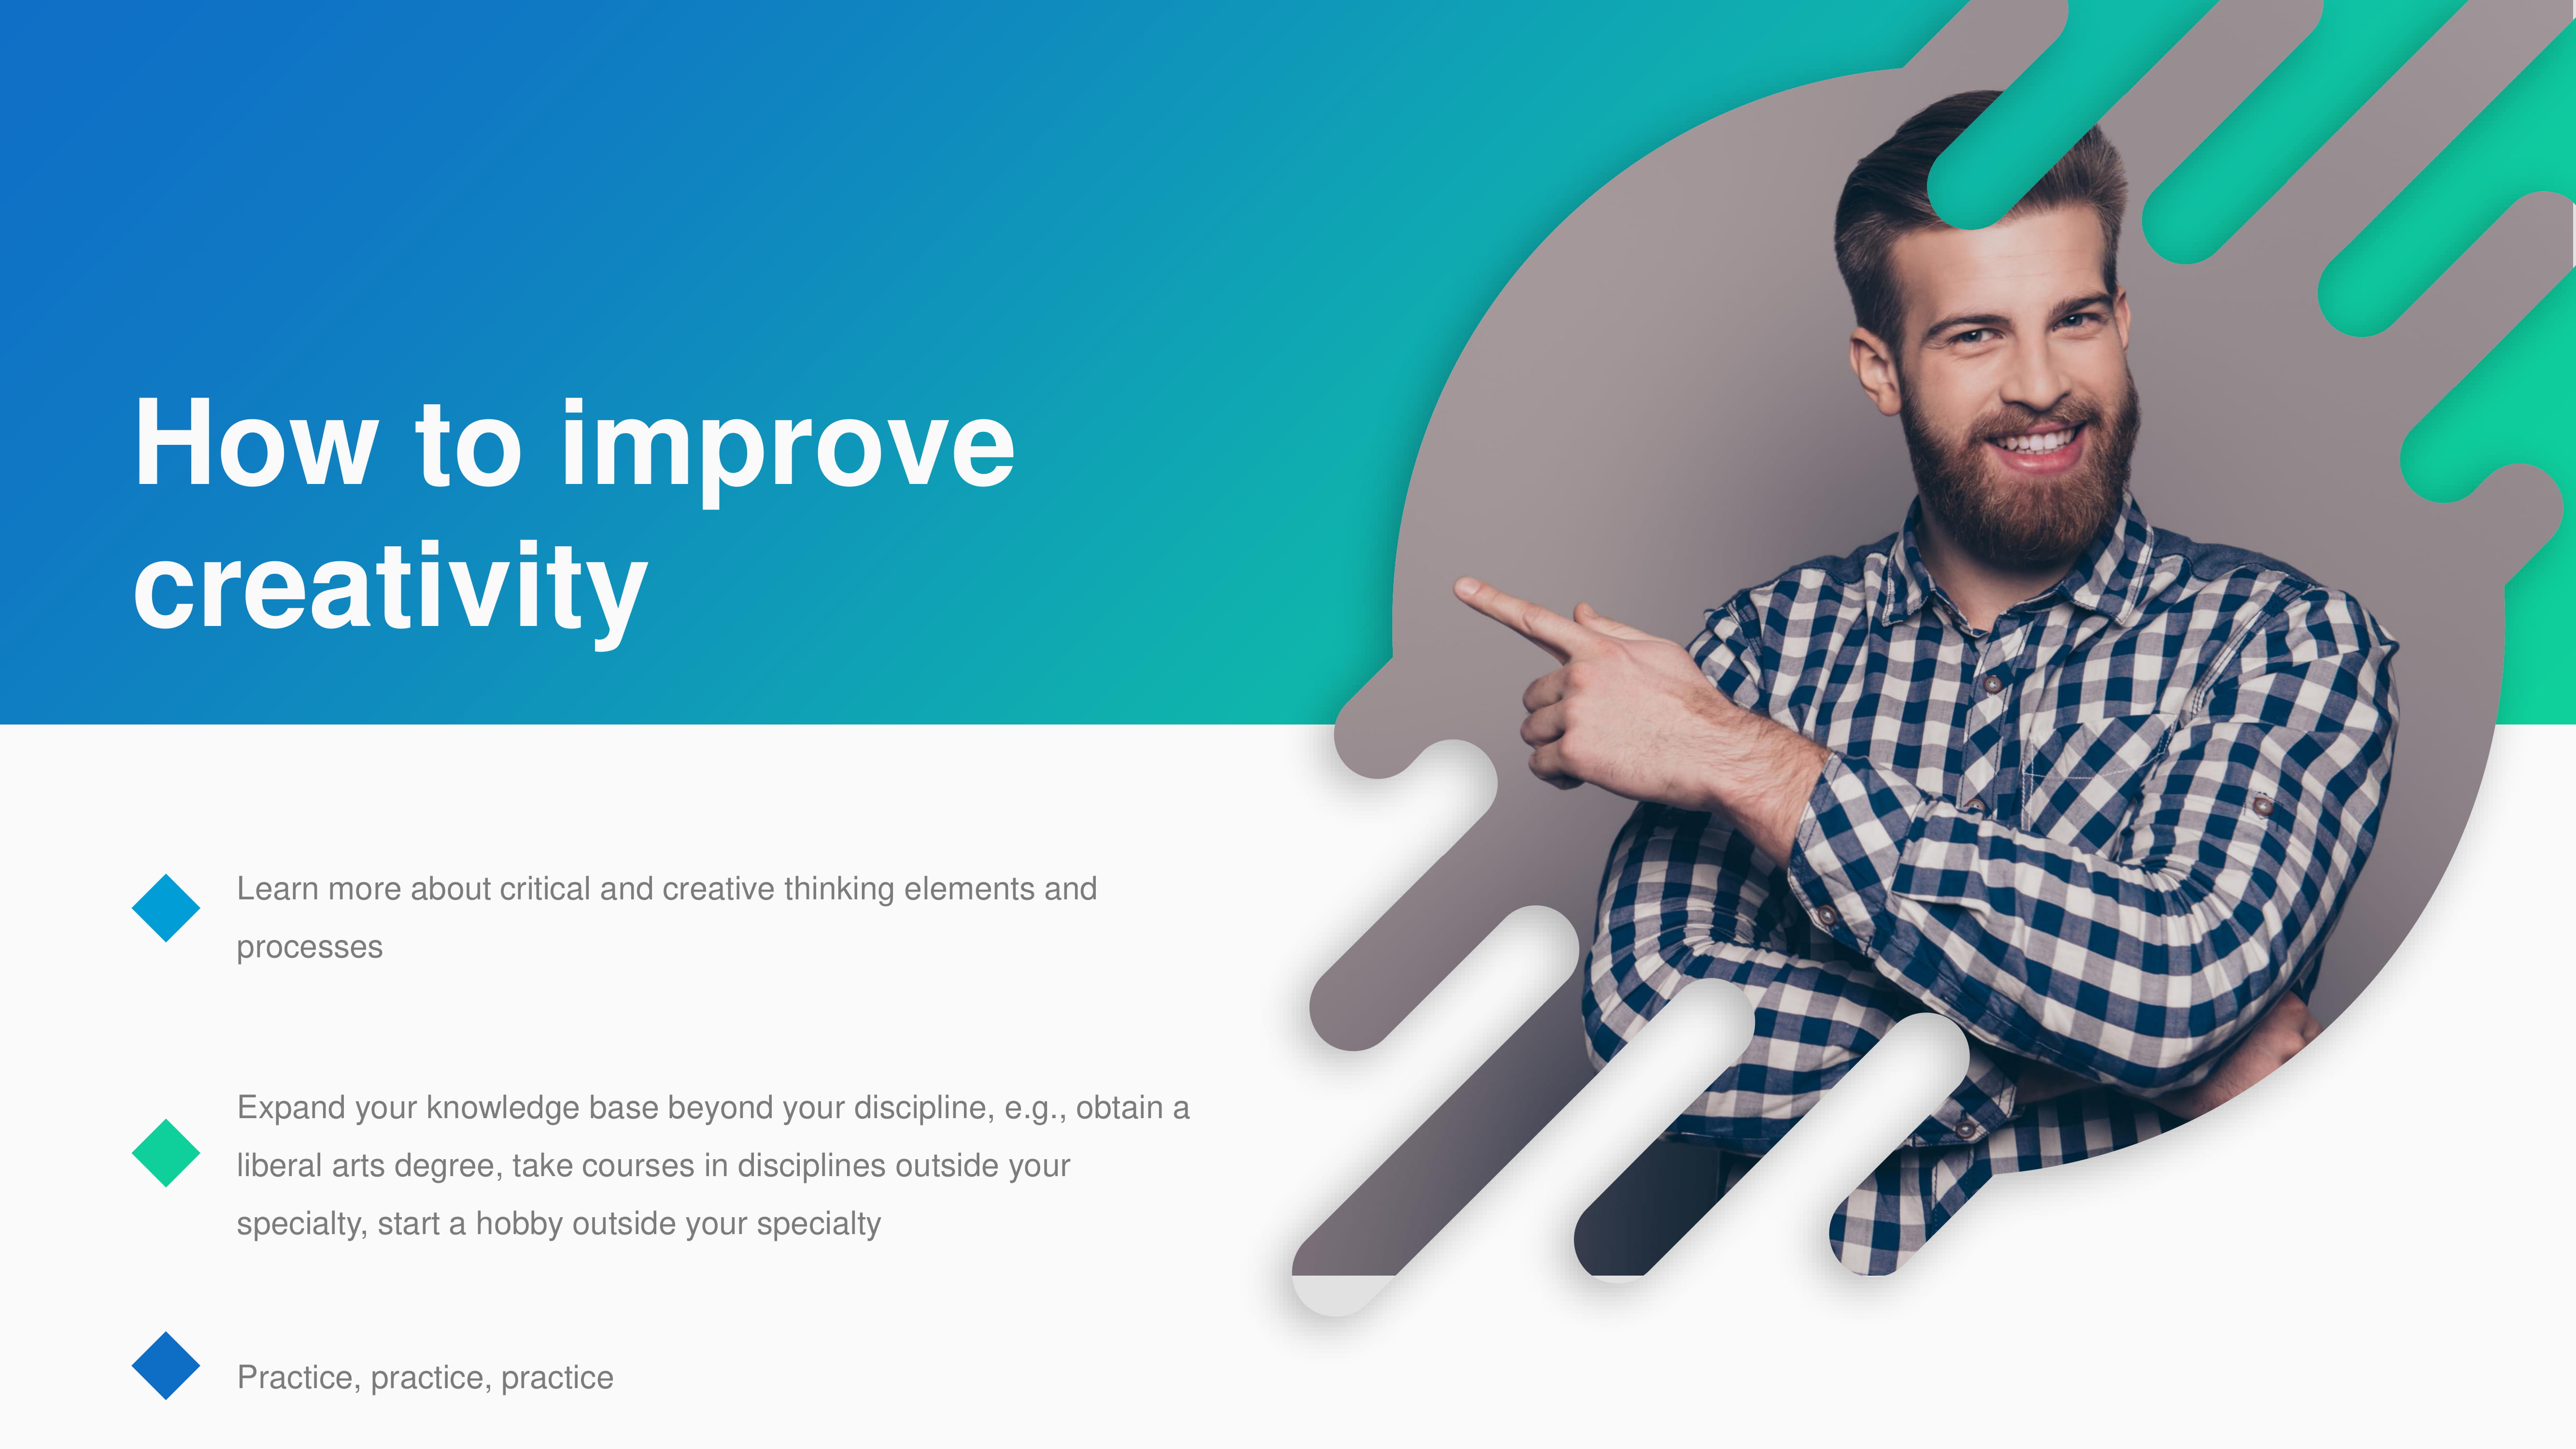 How to improve
creativity
Learn more about critical and creative thinking elements and
processes
Expand your knowledge base beyond your discipline, e.g., obtain a
liberal arts degree, take courses in disciplines outside your
specialty, start a hobby outside your specialty
Practice, practice, practice